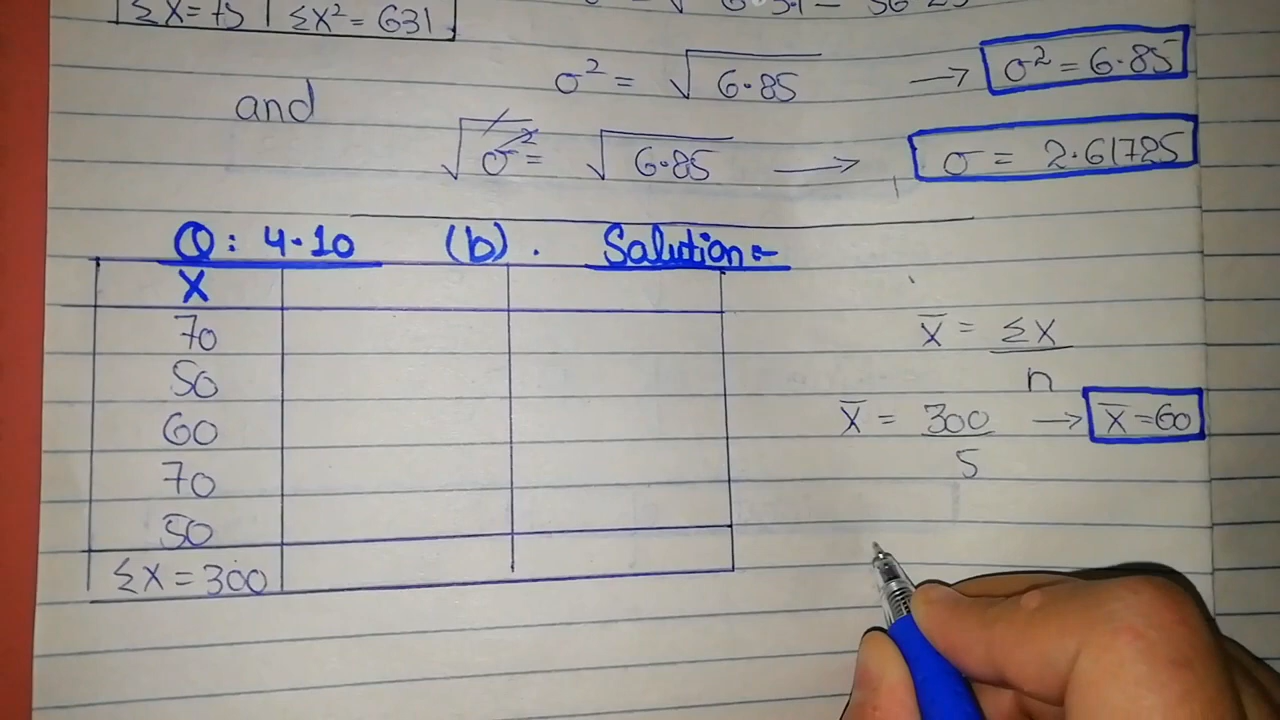 ΣX = 75 ΣX² = 631
σ² = √6.85 → σ² = 6.85
and
√σ² = √6.85 → σ = 2.61725
Q: 4.10 (b). Salution:-
X
70
50
60
70
50
ΣX = 300
X̄ = ΣX / n
X̄ = 300 / 5 → X̄ = 60